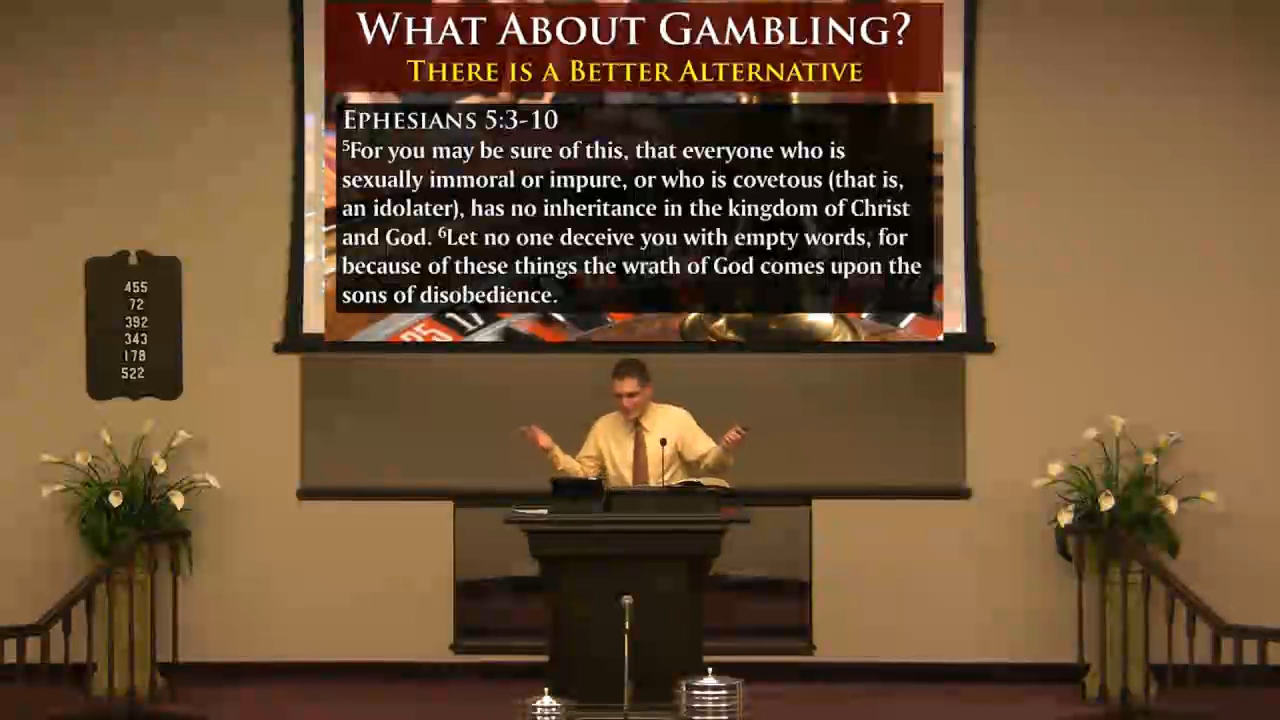 What About Gambling?
There is a Better Alternative
Ephesians 5:3-10
⁵For you may be sure of this, that everyone who is
sexually immoral or impure, or who is covetous (that is,
an idolater), has no inheritance in the kingdom of Christ
and God. ⁶Let no one deceive you with empty words, for
because of these things the wrath of God comes upon the
sons of disobedience.
25 17
455
72
392
343
178
522